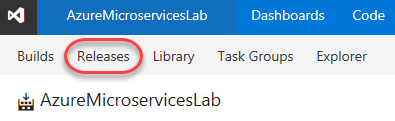 AzureMicroservicesLab Dashboards Code
Builds Releases Library Task Groups Explorer
AzureMicroservicesLab